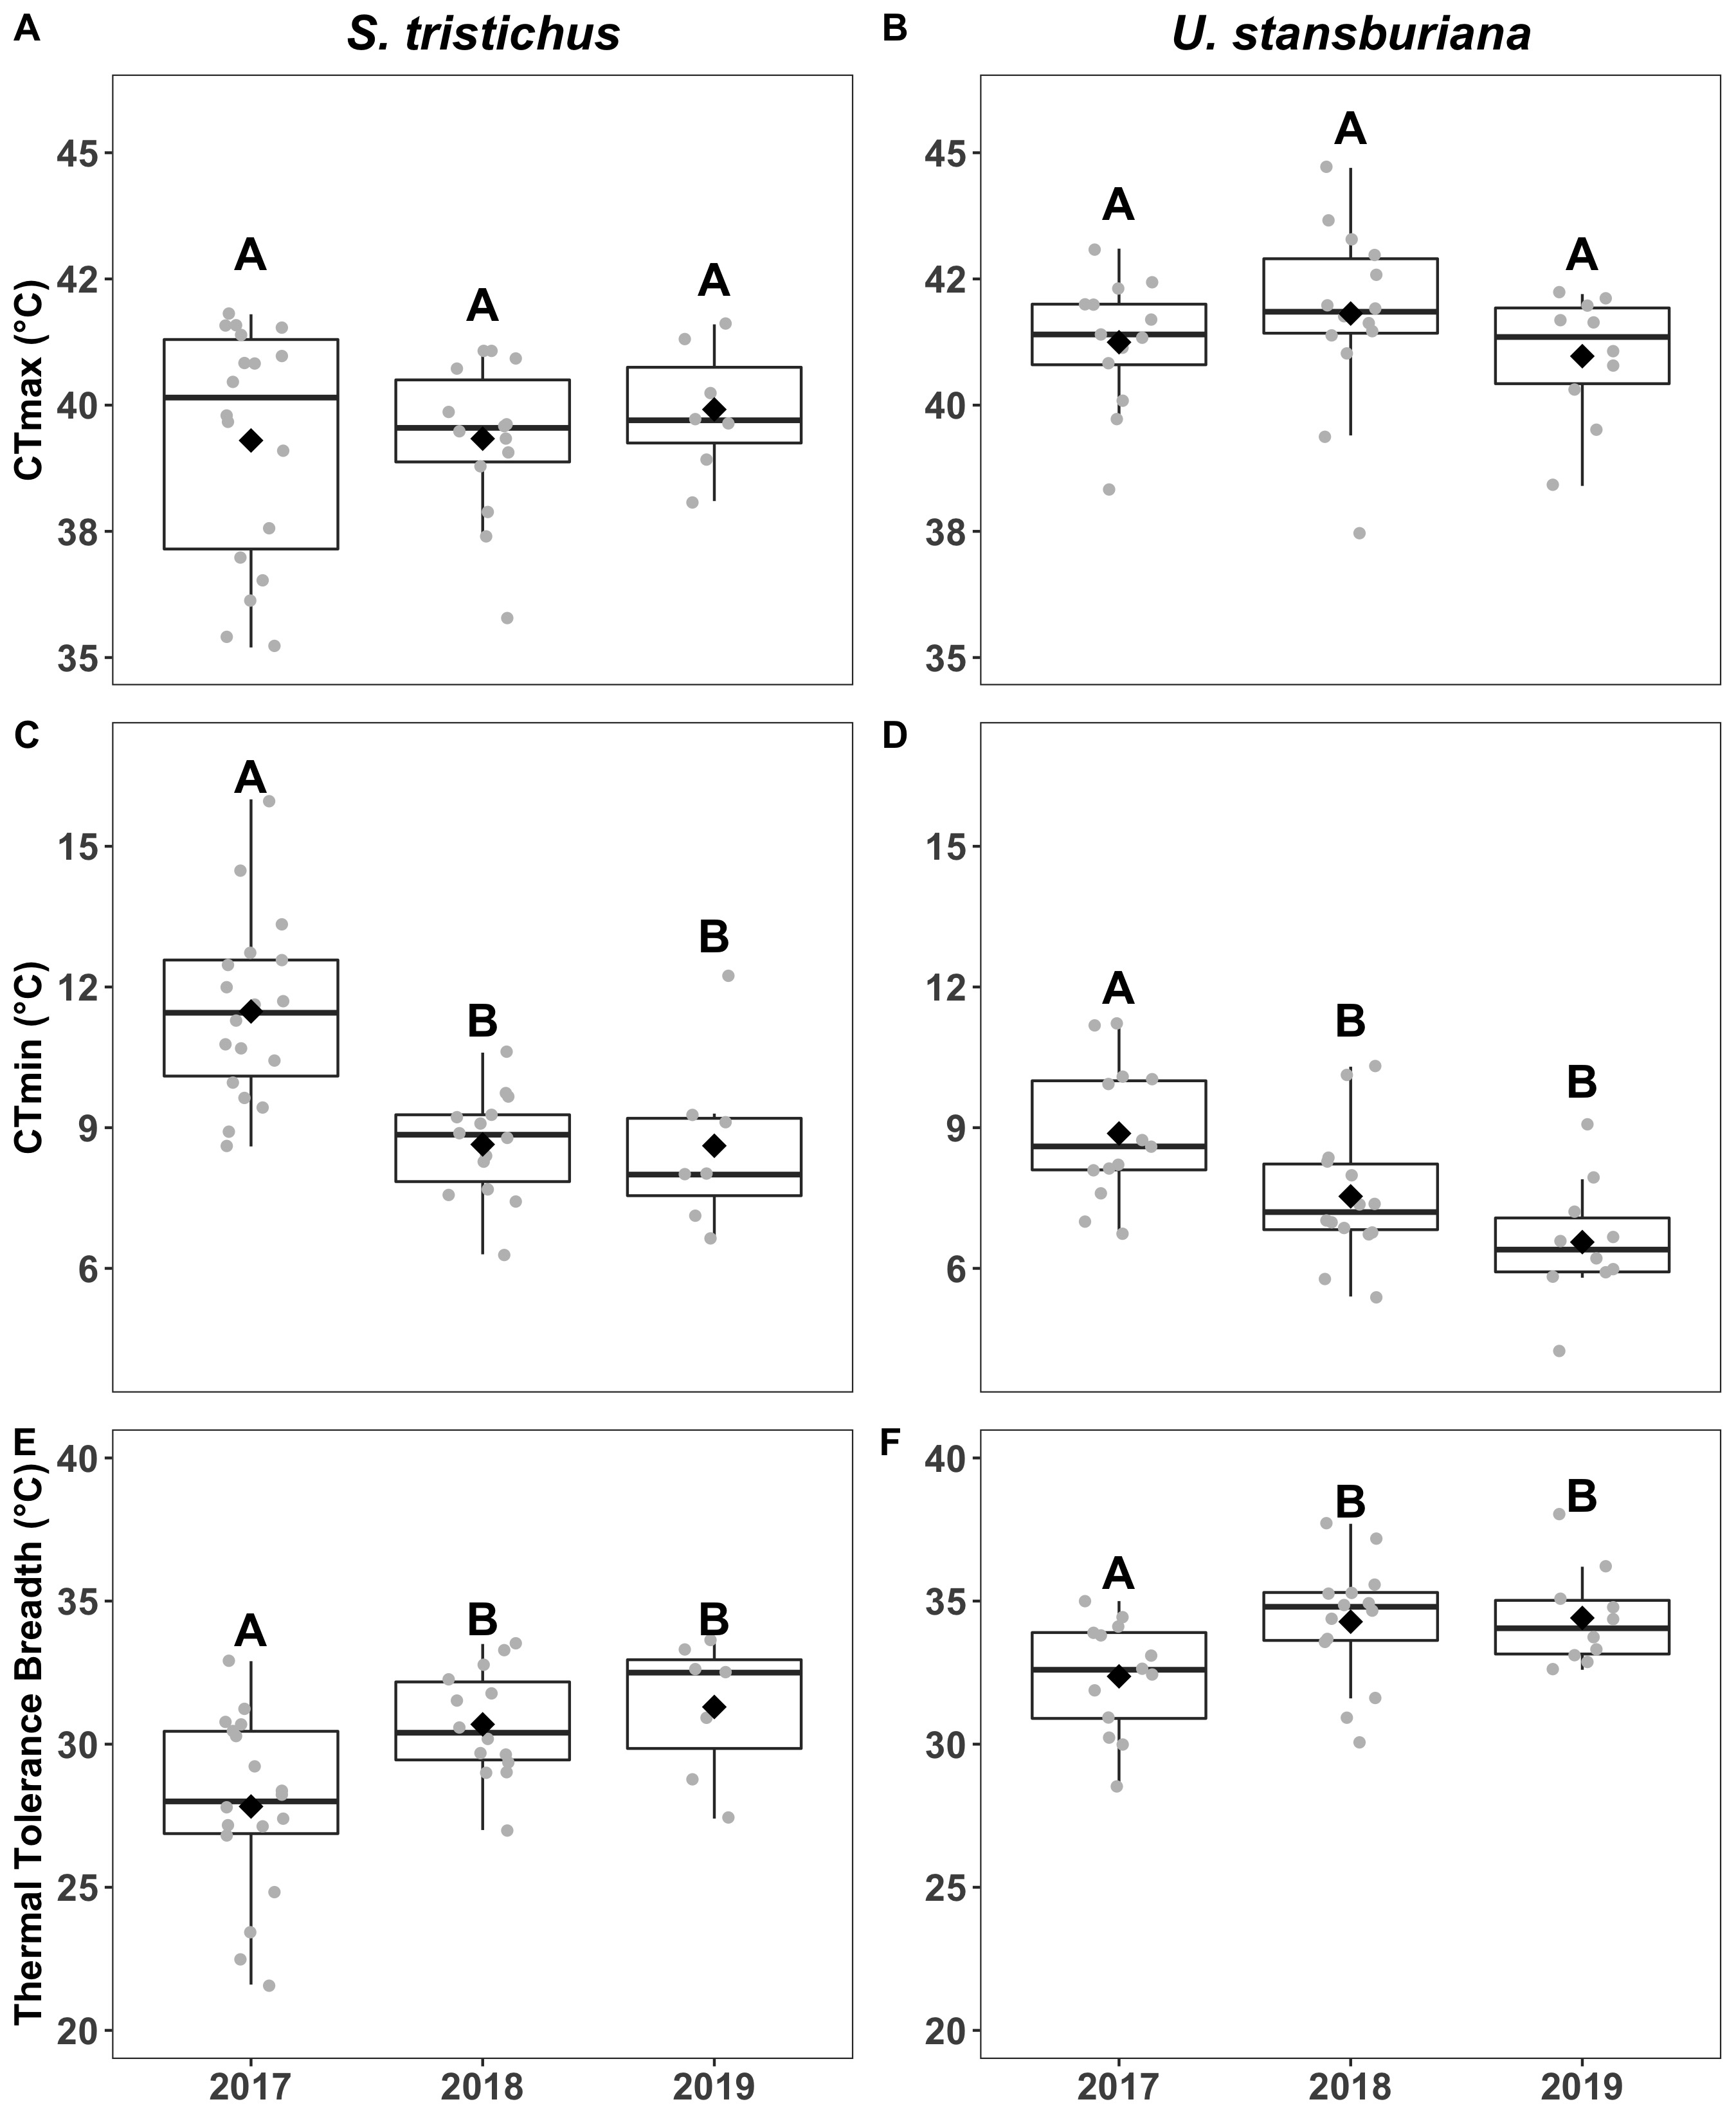 A
S. tristichus
B
U. stansburiana
CTmax (°C)
45
42
40
38
35
A
A
A
45
42
40
38
35
A
A
A
C
D
CTmin (°C)
15
12
9
6
A
B
B
15
12
9
6
A
B
B
E
F
Thermal Tolerance Breadth (°C)
40
35
30
25
20
A
B
B
40
35
30
25
20
A
B
B
2017
2018
2019
2017
2018
2019